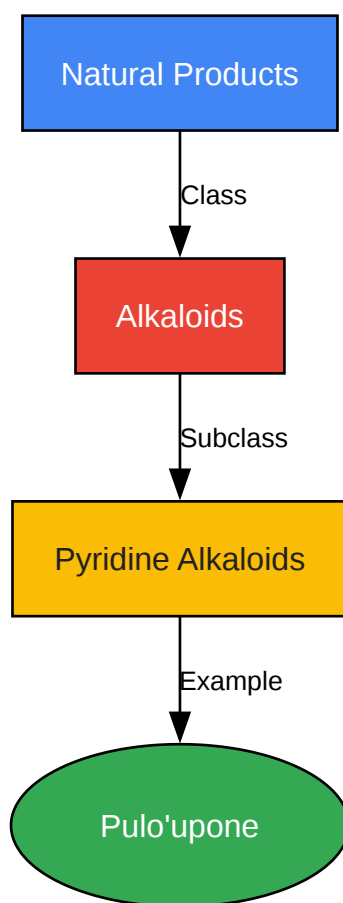 Natural Products
Class
Alkaloids
Subclass
Pyridine Alkaloids
Example
Pulo'upone